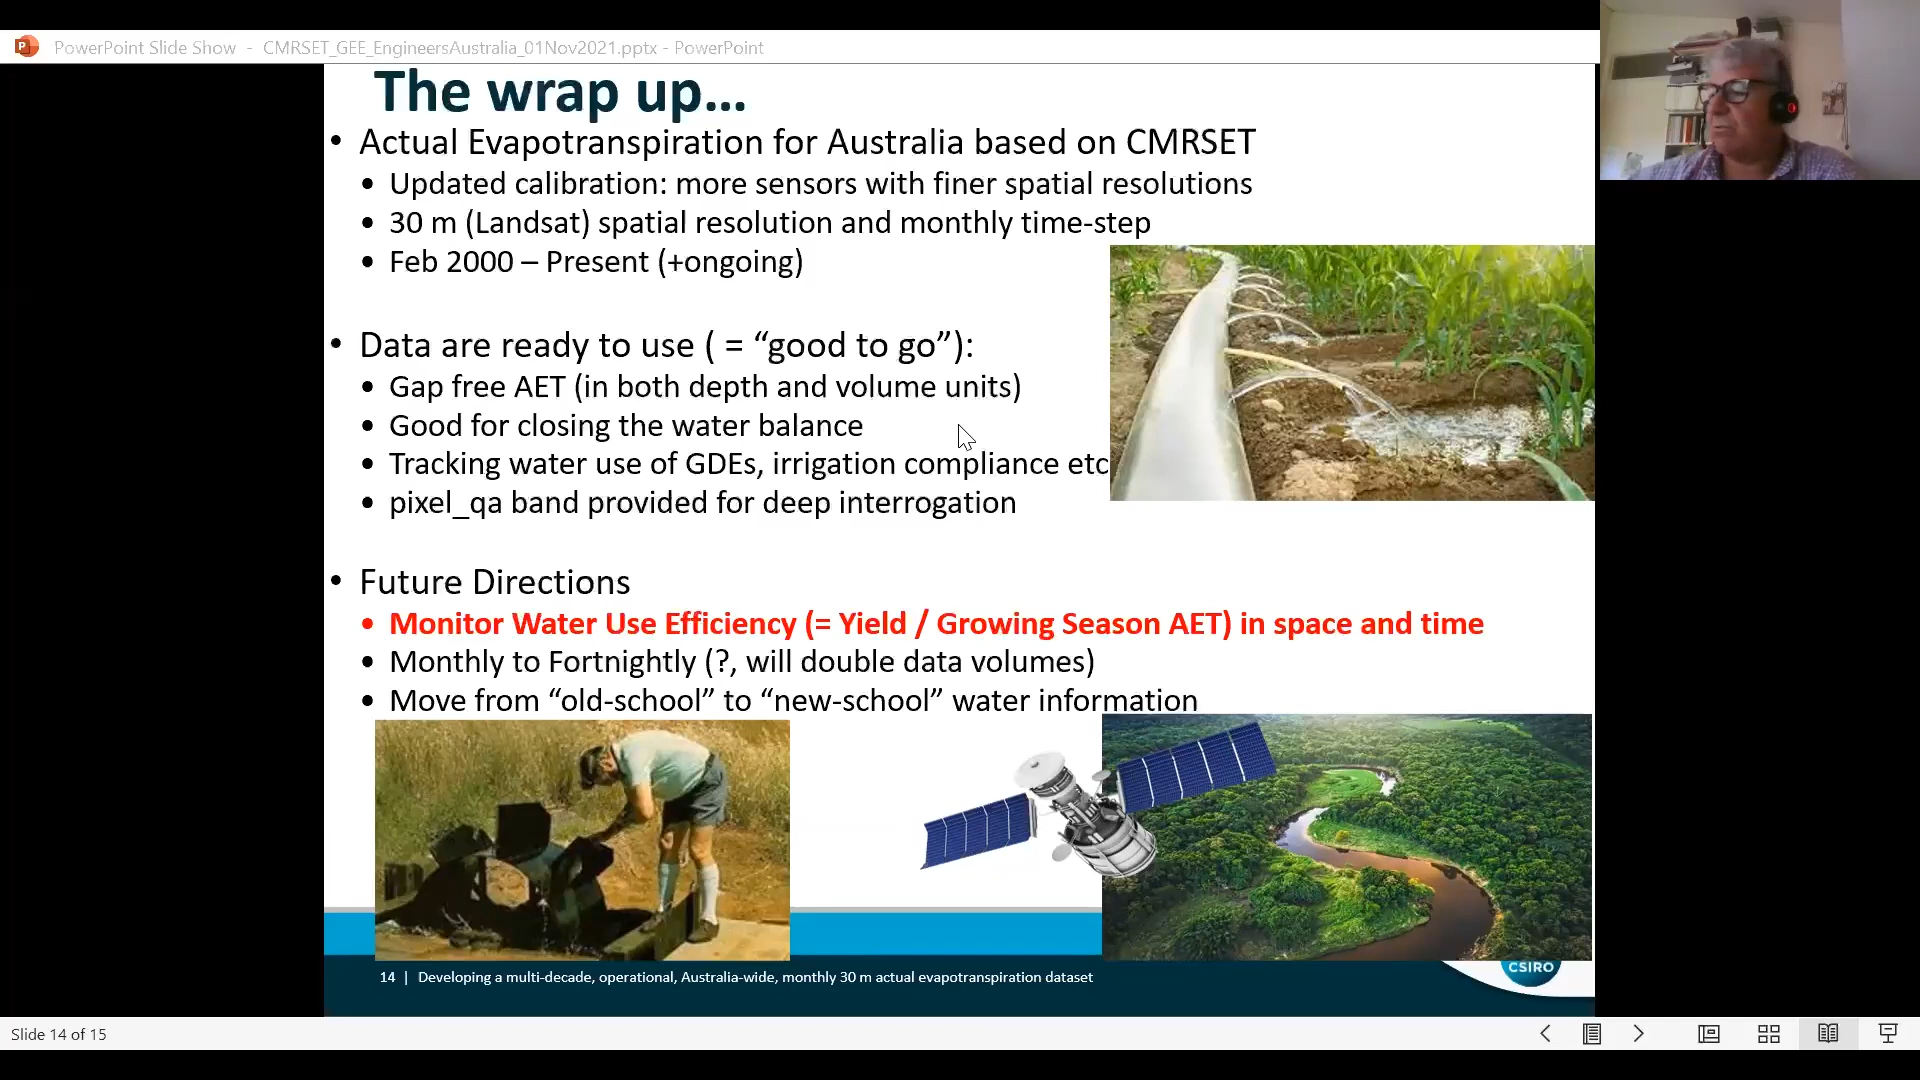 PowerPoint Slide Show - CMRSET_GEE_EngineersAustralia_01Nov2021.pptx - PowerPoint
The wrap up...
• Actual Evapotranspiration for Australia based on CMRSET
• Updated calibration: more sensors with finer spatial resolutions
• 30 m (Landsat) spatial resolution and monthly time-step
• Feb 2000 – Present (+ongoing)
• Data are ready to use ( = “good to go”):
• Gap free AET (in both depth and volume units)
• Good for closing the water balance
• Tracking water use of GDEs, irrigation compliance etc
• pixel_qa band provided for deep interrogation
• Future Directions
• Monitor Water Use Efficiency (= Yield / Growing Season AET) in space and time
• Monthly to Fortnightly (?, will double data volumes)
• Move from “old-school” to “new-school” water information
14 | Developing a multi-decade, operational, Australia-wide, monthly 30 m actual evapotranspiration dataset
CSIRO
Slide 14 of 15